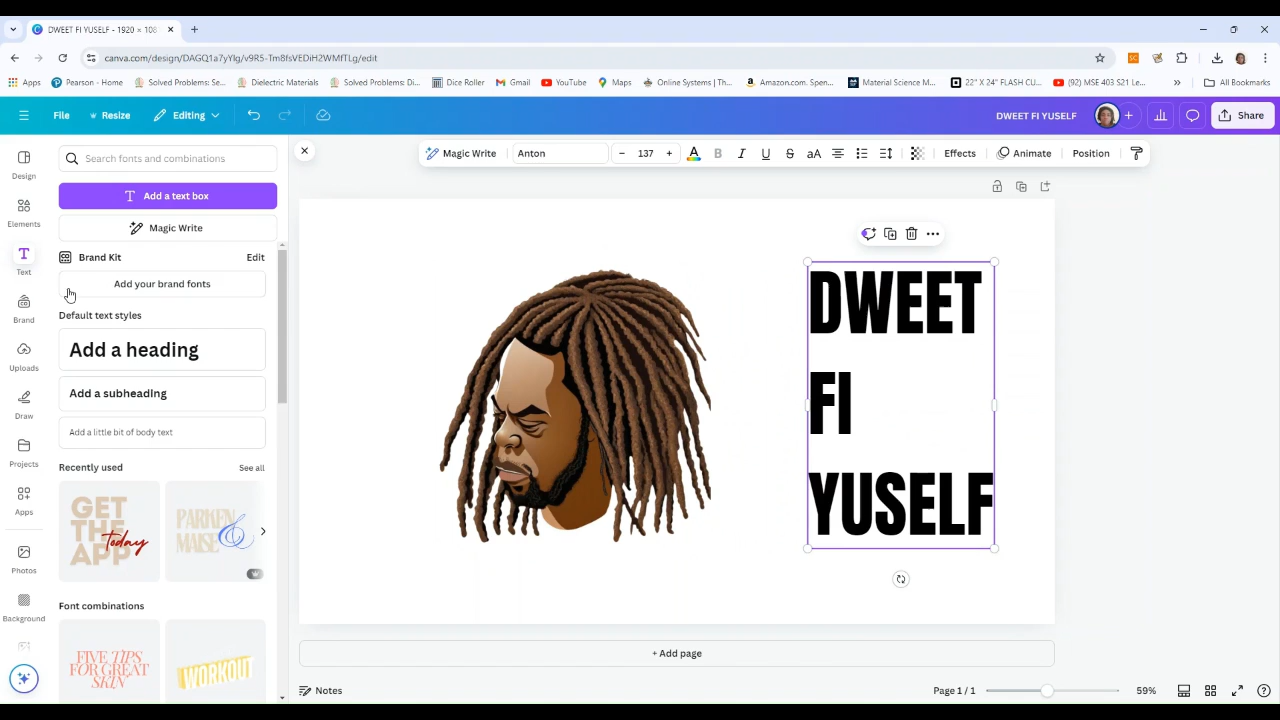 DWEET FI YUSELF - 1920 × 108
canva.com/design/DAGQ1a7yYlg/v9R5-Tm8fsVEDiH2WMfTLg/edit
Apps
Pearson - Home
Solved Problems: Se...
Dielectric Materials
Solved Problems: Di...
Dice Roller
Gmail
YouTube
Maps
Online Systems | Th...
Amazon.com. Spen...
Material Science M...
22" X 24" FLASH CU...
(92) MSE 403 S21 Le...
»
All Bookmarks
File
Resize
Editing
DWEET FI YUSELF
Share
Design
Elements
Text
Brand
Uploads
Draw
Projects
Apps
Photos
Background
Search fonts and combinations
Add a text box
Magic Write
Brand Kit
Edit
Add your brand fonts
Default text styles
Add a heading
Add a subheading
Add a little bit of body text
Recently used
See all
GET
THE
APP
today
PARKER
&
Font combinations
FIVE TIPS
FOR GREAT
SKIN
WORKOUT
Magic Write
Anton
– 137 +
A
B
I
U
S
aA
Effects
Animate
Position
DWEET
FI
YUSELF
+ Add page
Notes
Page 1 / 1
59%